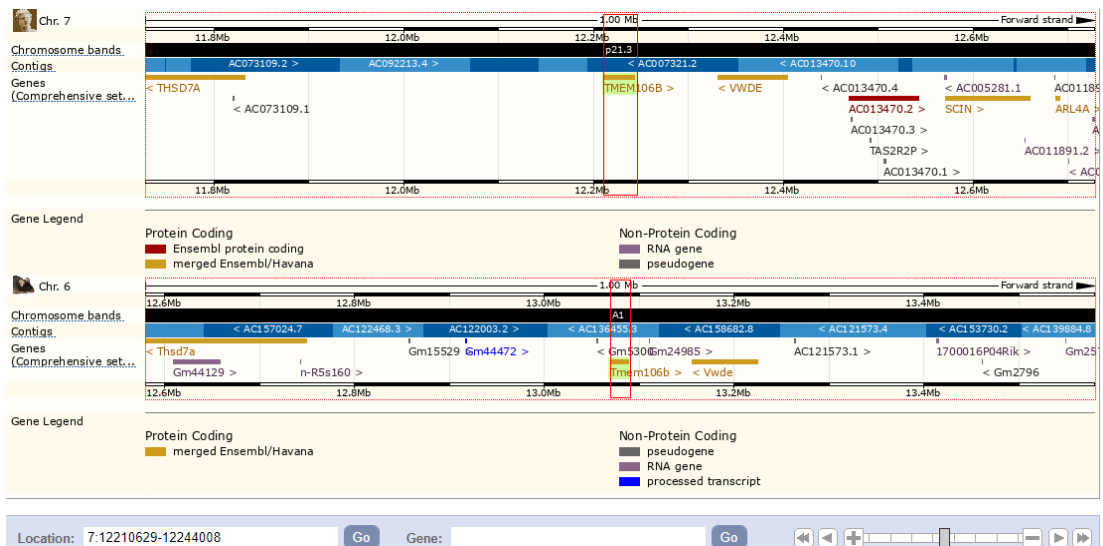 Chr. 7
1.00 Mb Forward strand
11.8Mb 12.0Mb 12.2Mb 12.4Mb 12.6Mb
Chromosome bands p21.3
Contigs AC073109.2 > AC092213.4 > < AC007321.2 < AC013470.10
Genes
(Comprehensive set...
< THSD7A TMEM106B > < VWDE < AC013470.4 < AC005281.1 AC01189
< AC073109.1 AC013470.2 > SCIN > ARL4A >
AC013470.3 >
TAS2R2P > AC011891.2 >
AC013470.1 > < AC0
11.8Mb 12.0Mb 12.2Mb 12.4Mb 12.6Mb
Gene Legend
Protein Coding Non-Protein Coding
Ensembl protein coding RNA gene
merged Ensembl/Havana pseudogene
Chr. 6
1.00 Mb Forward strand
12.6Mb 12.8Mb 13.0Mb 13.2Mb 13.4Mb
Chromosome bands A1
Contigs < AC157024.7 AC122468.3 > AC122003.2 > < AC136455.3 < AC158682.8 < AC121573.4 < AC153730.2 < AC139884.8
Genes
(Comprehensive set...
< Thsd7a Gm15529 Gm44472 > < Gm5300 Gm24985 > AC121573.1 > 1700016P04Rik >
Gm44129 > n-R5s160 > Tmem106b > < Vwde < Gm2796
12.6Mb 12.8Mb 13.0Mb 13.2Mb 13.4Mb
Gene Legend
Protein Coding Non-Protein Coding
merged Ensembl/Havana pseudogene
RNA gene
processed transcript
Location: 7:12210629-12244008 Go Gene: Go